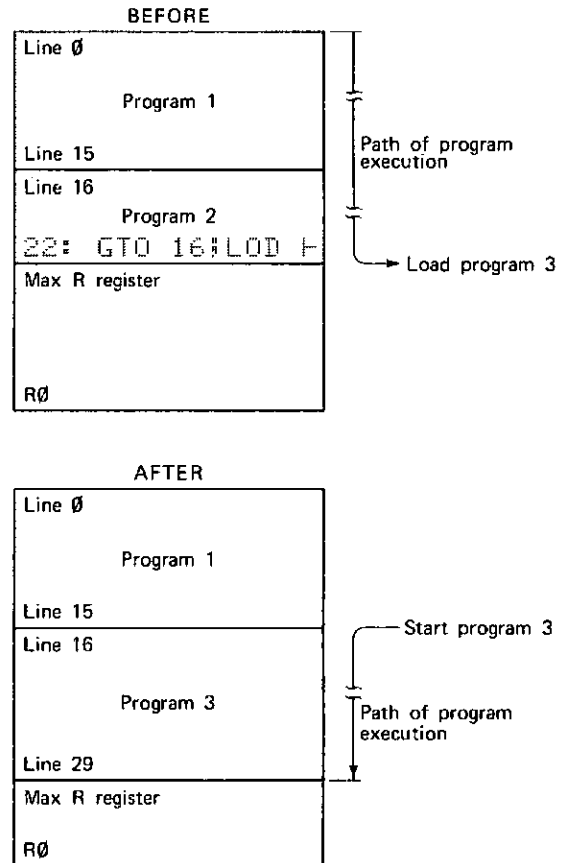 BEFORE
Line Ø
Program 1
Line 15
Path of program
execution
Line 16
Program 2
22: GTO 16;LOD ⊢
Load program 3
Max R register
RØ
AFTER
Line Ø
Program 1
Line 15
Start program 3
Line 16
Program 3
Path of program
execution
Line 29
Max R register
RØ